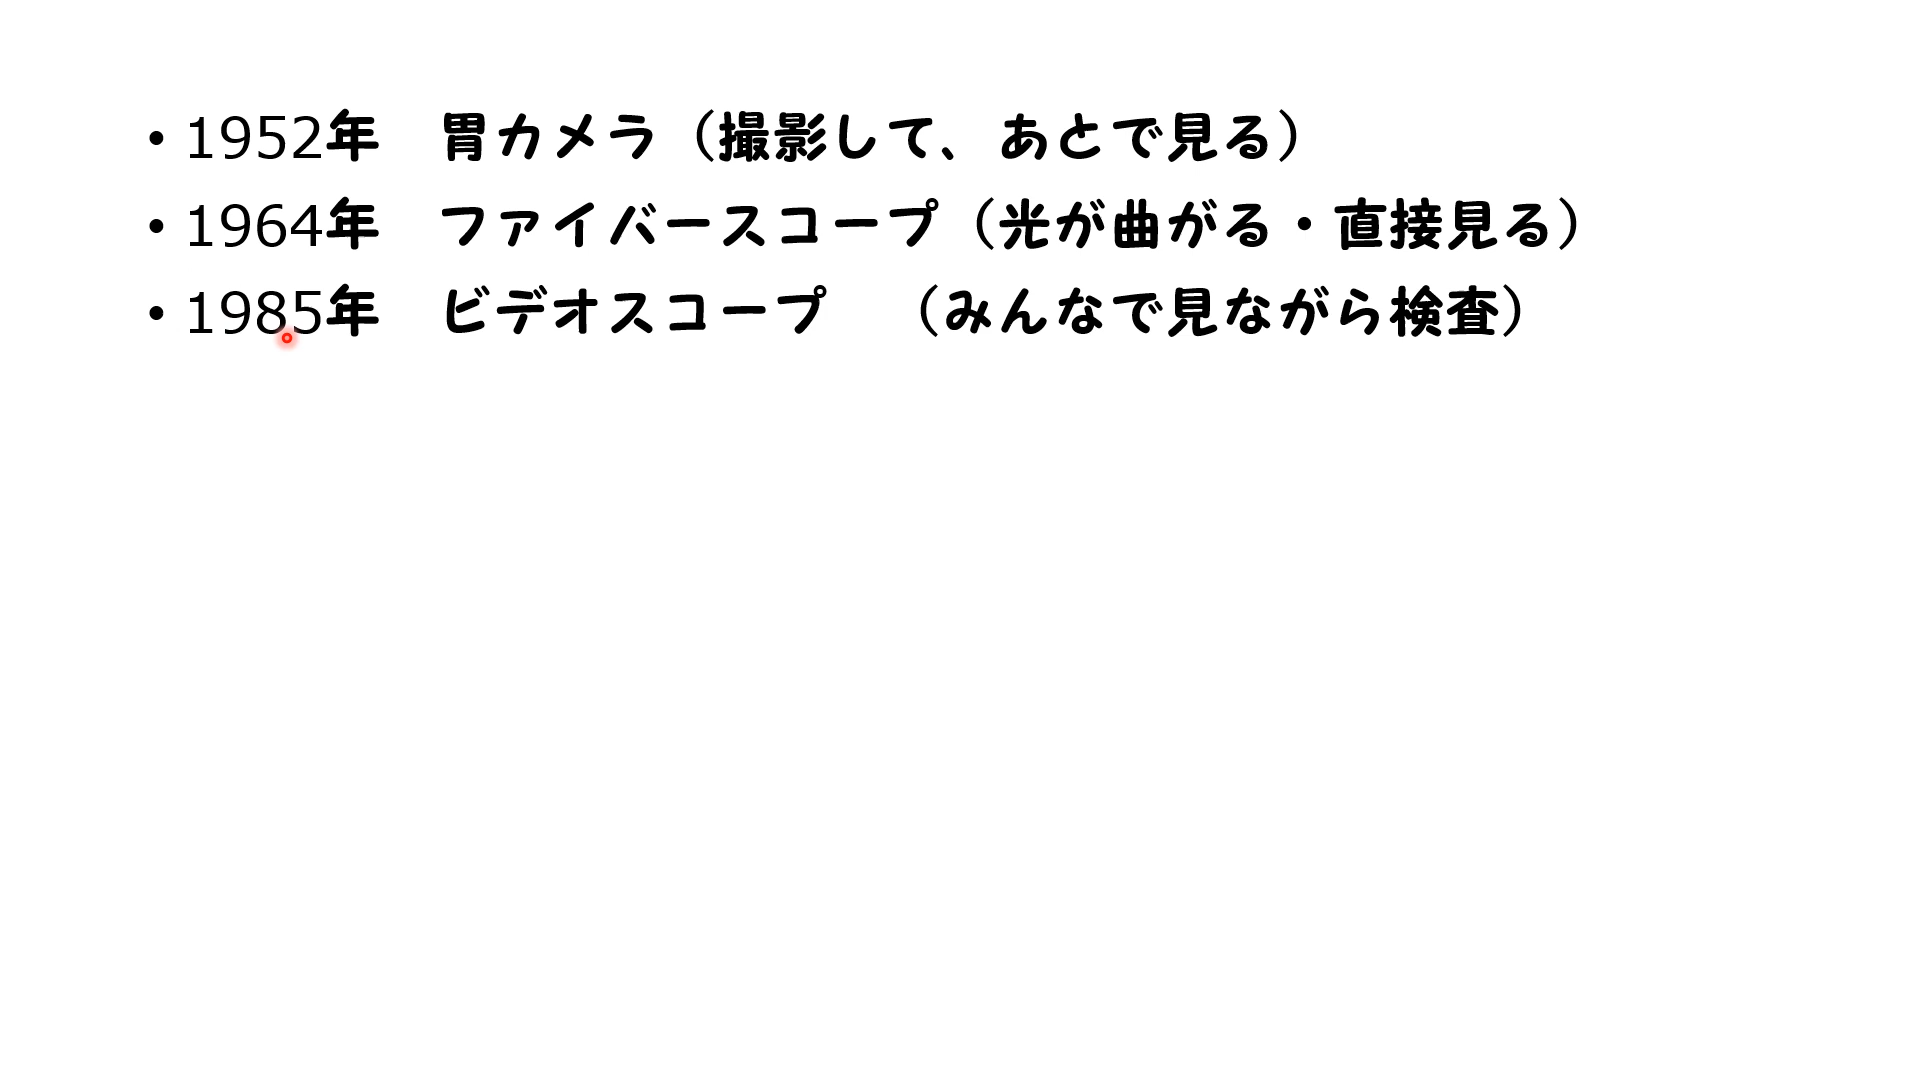 • 1952年　胃カメラ（撮影して、あとで見る）
• 1964年　ファイバースコープ（光が曲がる・直接見る）
• 1985年　ビデオスコープ　（みんなで見ながら検査）